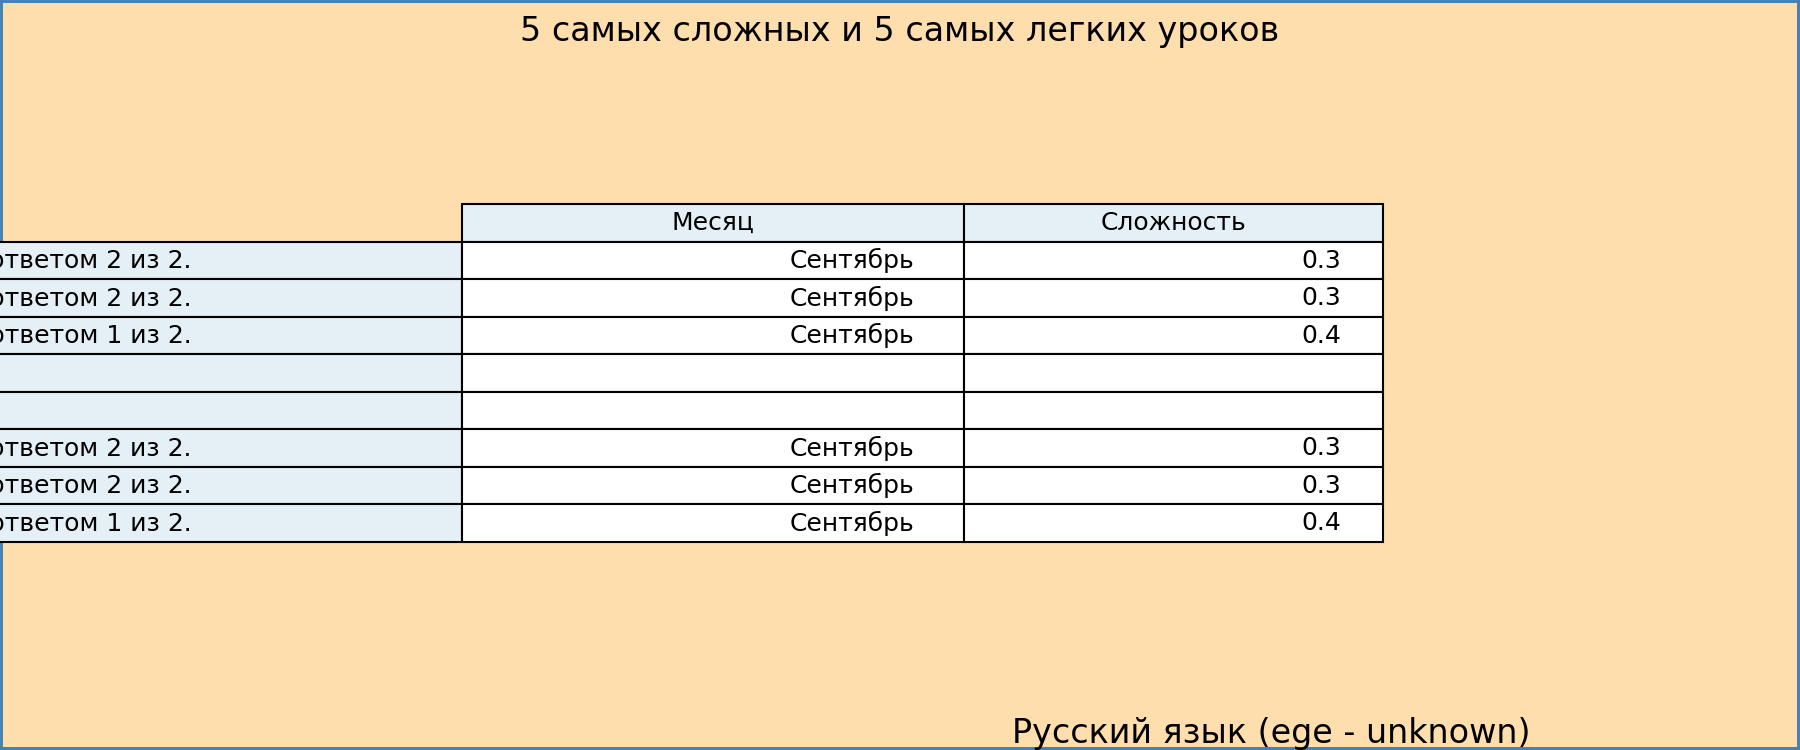 5 самых сложных и 5 самых легких уроков
Месяц Сложность
ответом 2 из 2. Сентябрь 0.3
ответом 2 из 2. Сентябрь 0.3
ответом 1 из 2. Сентябрь 0.4
ответом 2 из 2. Сентябрь 0.3
ответом 2 из 2. Сентябрь 0.3
ответом 1 из 2. Сентябрь 0.4
Русский язык (ege - unknown)